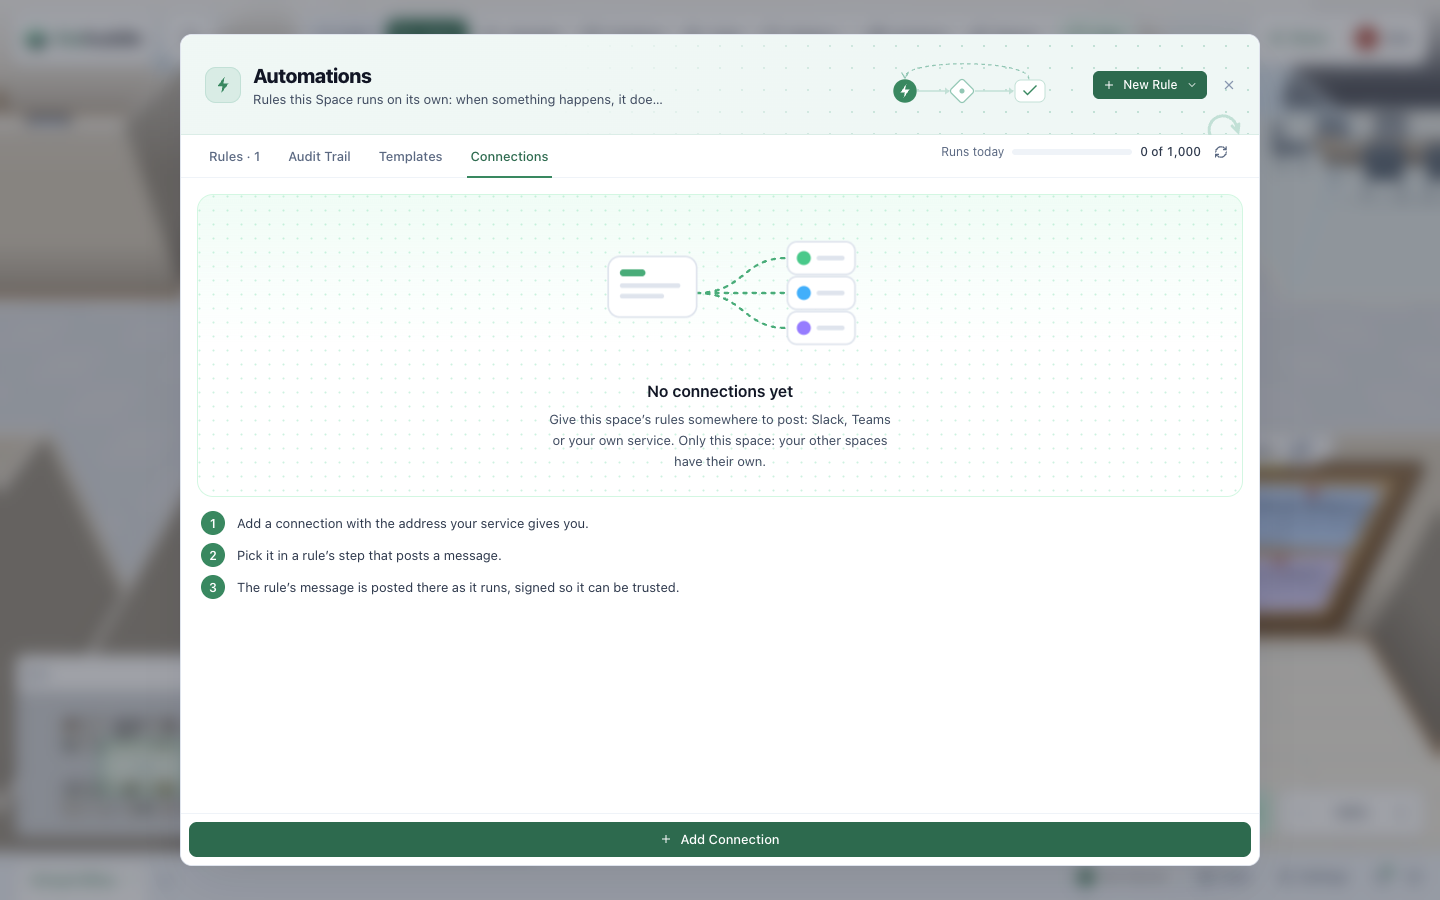 Automations
Rules this Space runs on its own: when something happens, it doe...
New Rule
Rules · 1
Audit Trail
Templates
Connections
Runs today
0 of 1,000
No connections yet
Give this space’s rules somewhere to post: Slack, Teams
or your own service. Only this space: your other spaces
have their own.
1 Add a connection with the address your service gives you.
2 Pick it in a rule’s step that posts a message.
3 The rule’s message is posted there as it runs, signed so it can be trusted.
+ Add Connection